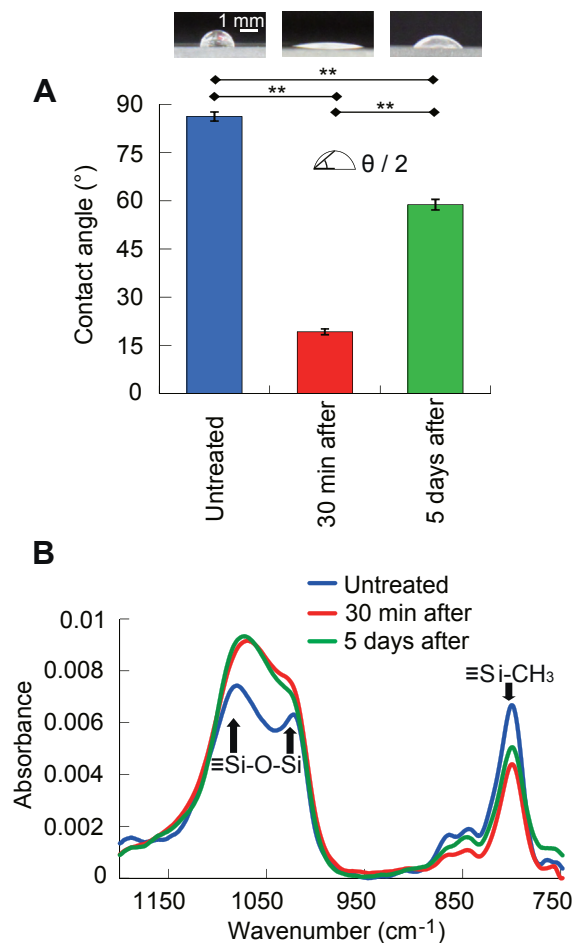 1 mm
A
**
**
**
90
75
60
45
30
15
0
Contact angle (°)
θ / 2
Untreated
30 min after
5 days after
B
Untreated
30 min after
5 days after
0.01
0.008
0.006
0.004
0.002
0
Absorbance
≡Si-O-Si
≡Si-CH₃
1150 1050 950 850 750
Wavenumber (cm⁻¹)